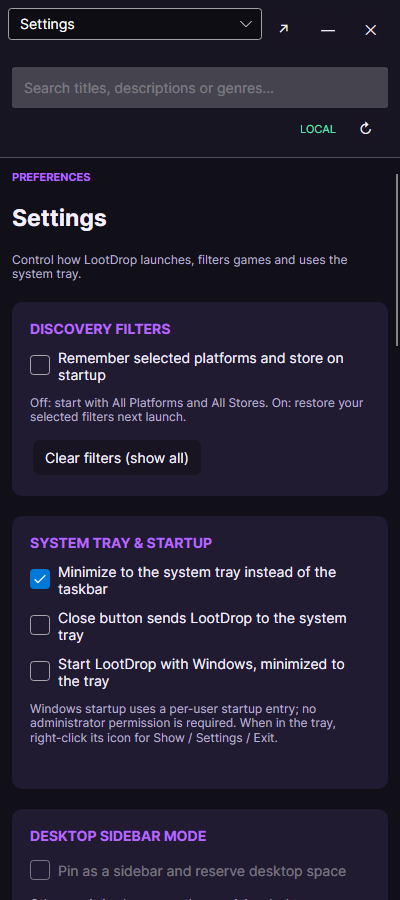 Settings
Search titles, descriptions or genres...
LOCAL
PREFERENCES
Settings
Control how LootDrop launches, filters games and uses the
system tray.
DISCOVERY FILTERS
Remember selected platforms and store on
startup
Off: start with All Platforms and All Stores. On: restore your
selected filters next launch.
Clear filters (show all)
SYSTEM TRAY & STARTUP
Minimize to the system tray instead of the
taskbar
Close button sends LootDrop to the system
tray
Start LootDrop with Windows, minimized to
the tray
Windows startup uses a per-user startup entry; no
administrator permission is required. When in the tray,
right-click its icon for Show / Settings / Exit.
DESKTOP SIDEBAR MODE
Pin as a sidebar and reserve desktop space